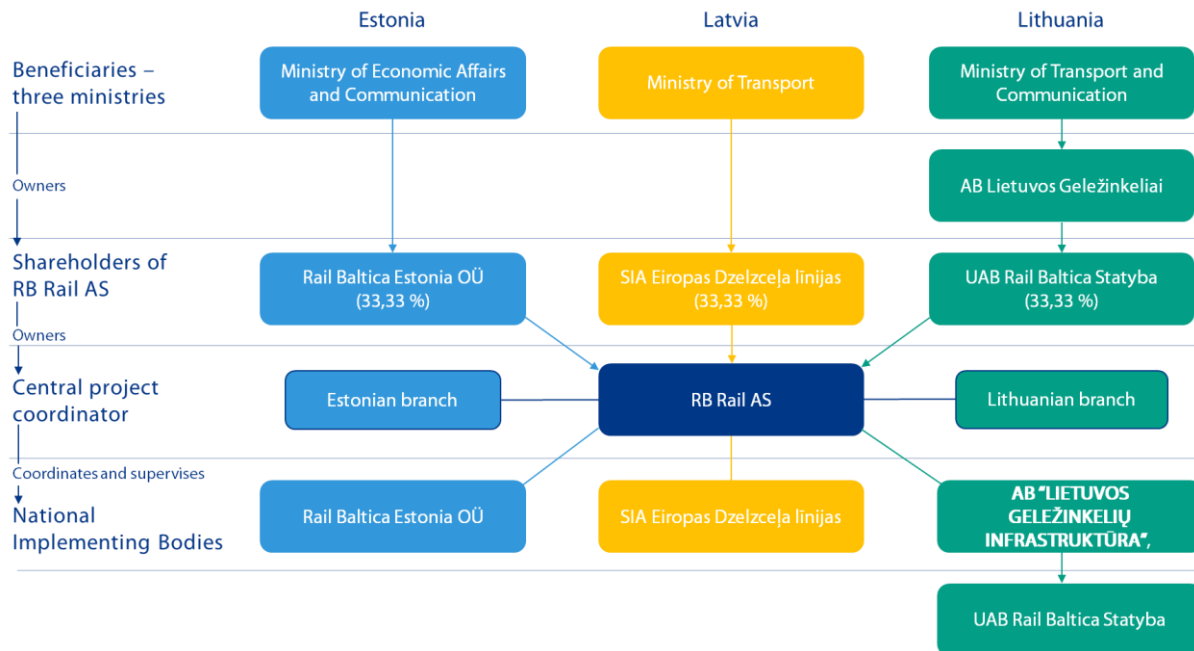 Estonia
Latvia
Lithuania
Beneficiaries –
three ministries
Ministry of Economic Affairs
and Communication
Ministry of Transport
Ministry of Transport and
Communication
Owners
AB Lietuvos Geležinkeliai
Shareholders of
RB Rail AS
Rail Baltica Estonia OÜ
(33,33 %)
SIA Eiropas Dzelzceļa līnijas
(33,33 %)
UAB Rail Baltica Statyba
(33,33 %)
Owners
Central project
coordinator
Estonian branch
RB Rail AS
Lithuanian branch
Coordinates and supervises
National
Implementing Bodies
Rail Baltica Estonia OÜ
SIA Eiropas Dzelzceļa līnijas
AB “LIETUVOS
GELEŽINKELIŲ
INFRASTRUKTŪRA”,
UAB Rail Baltica Statyba